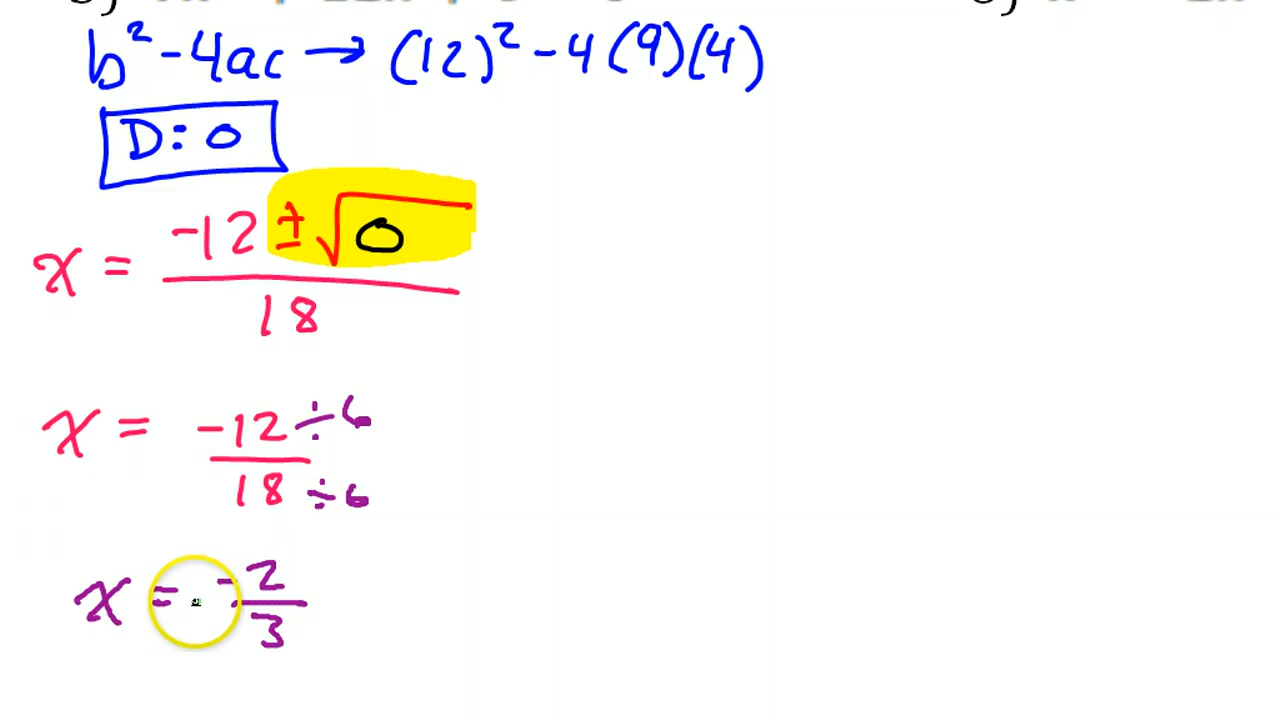 b² -4ac → (12)² - 4(9)(4)
D: 0
x = -12 ± √0 / 18
x = -12 ÷6 / 18 ÷6
x = -2/3